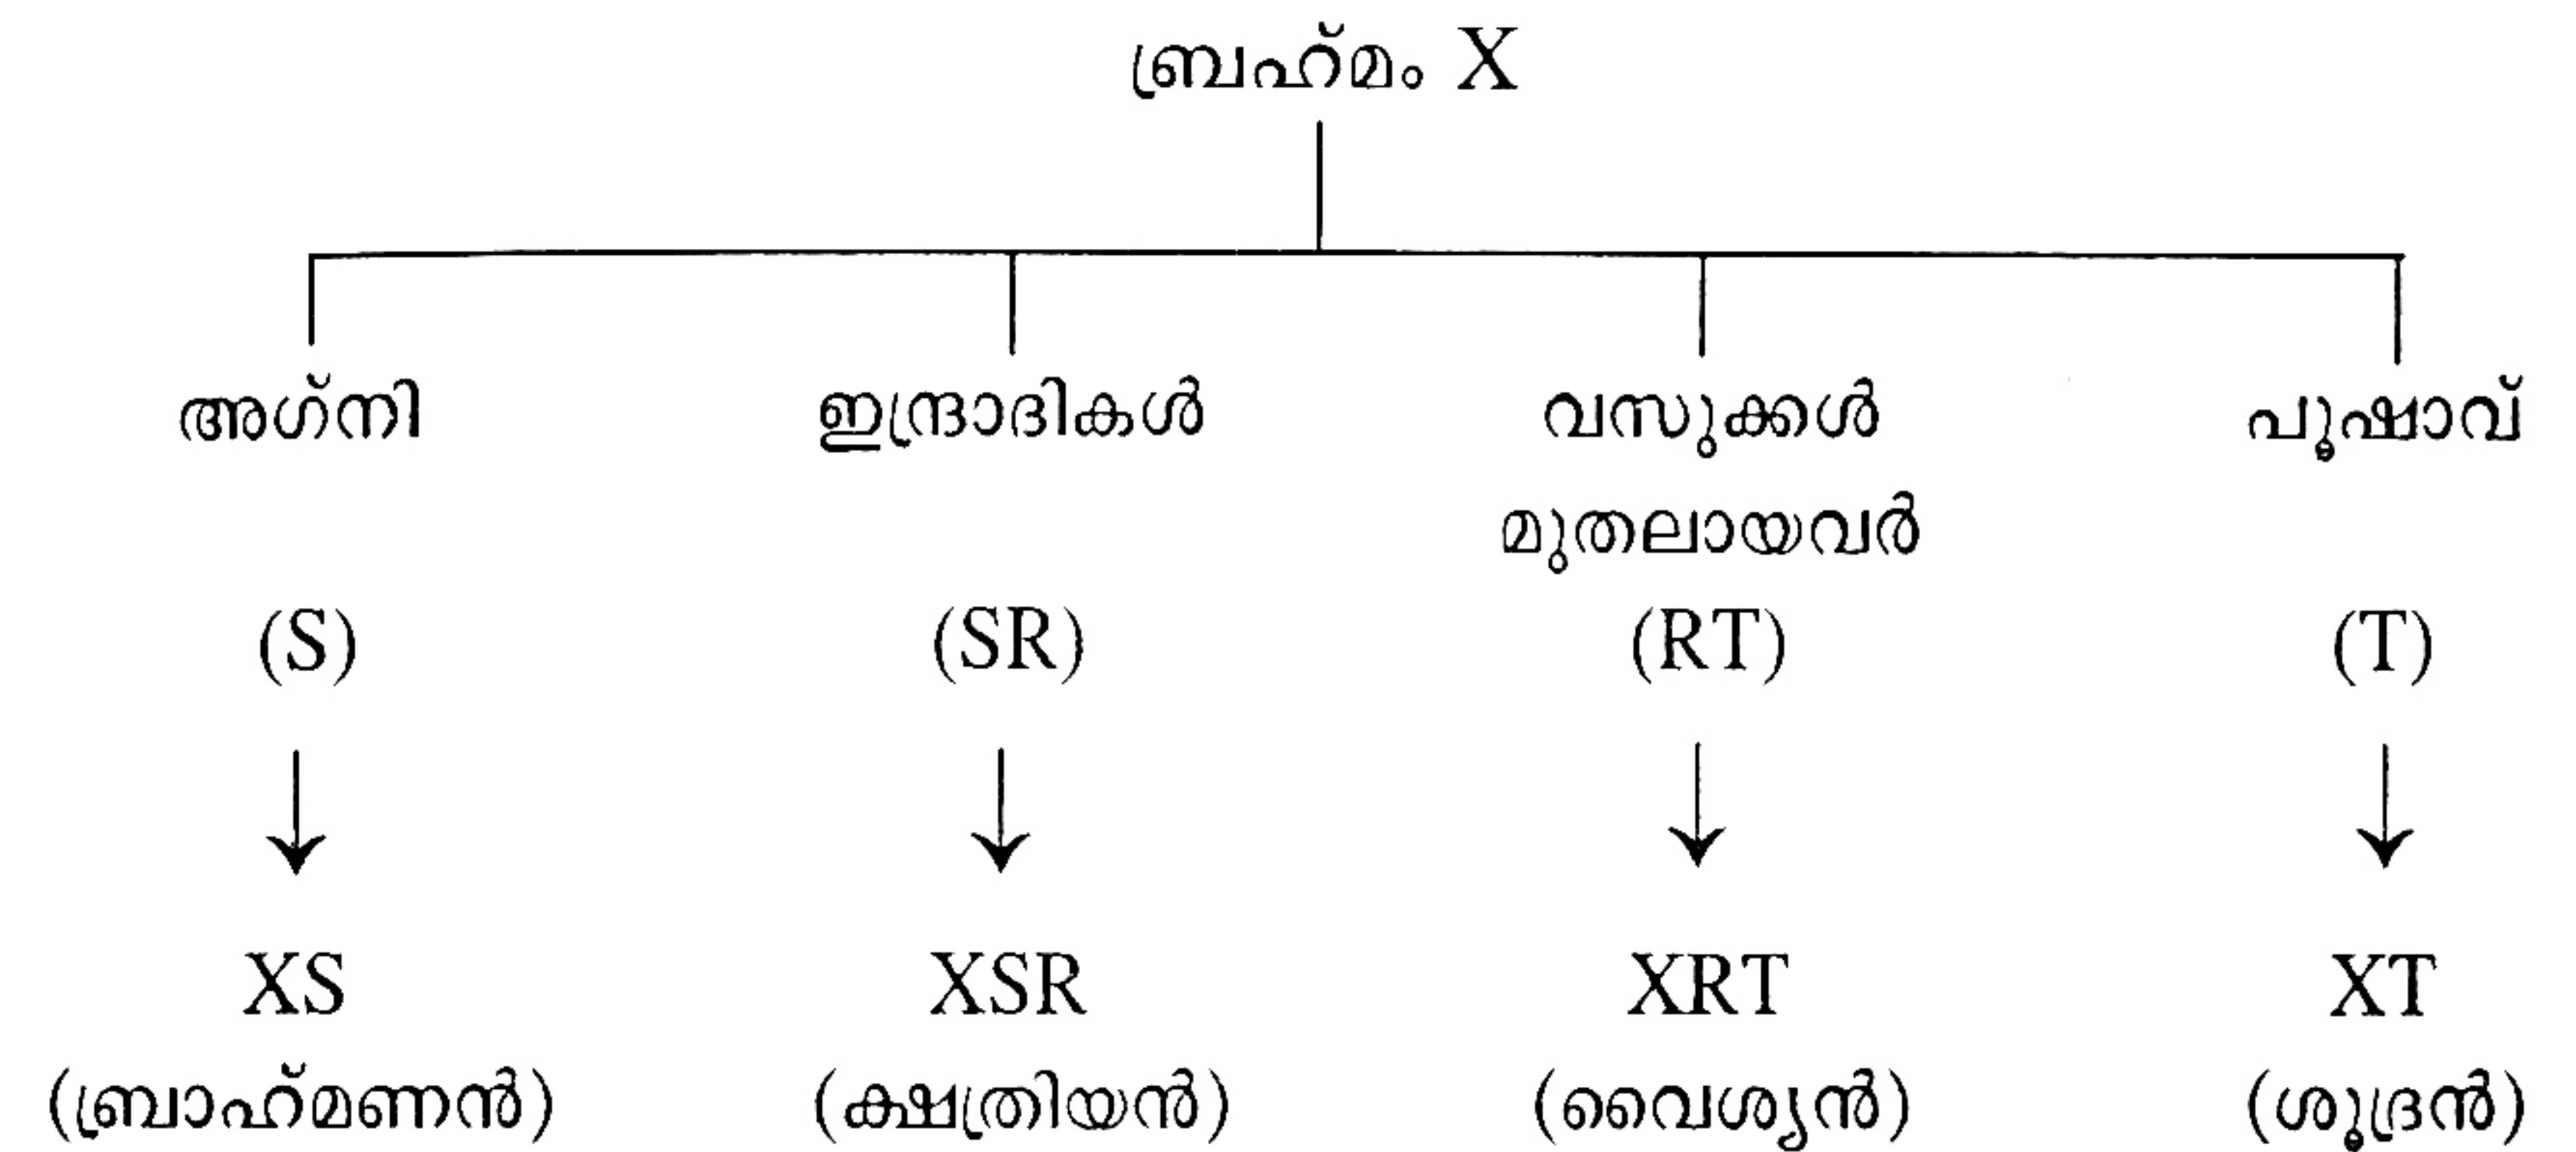 ബ്രഹ്‌മം X
അഗ്‌നി ഇന്ദ്രാദികൾ വസുക്കൾ പൂഷാവ്
മുതലായവർ
(S) (SR) (RT) (T)
XS XSR XRT XT
(ബ്രാഹ്‌മണൻ) (ക്ഷത്രിയൻ) (വൈശ്യൻ) (ശൂദ്രൻ)